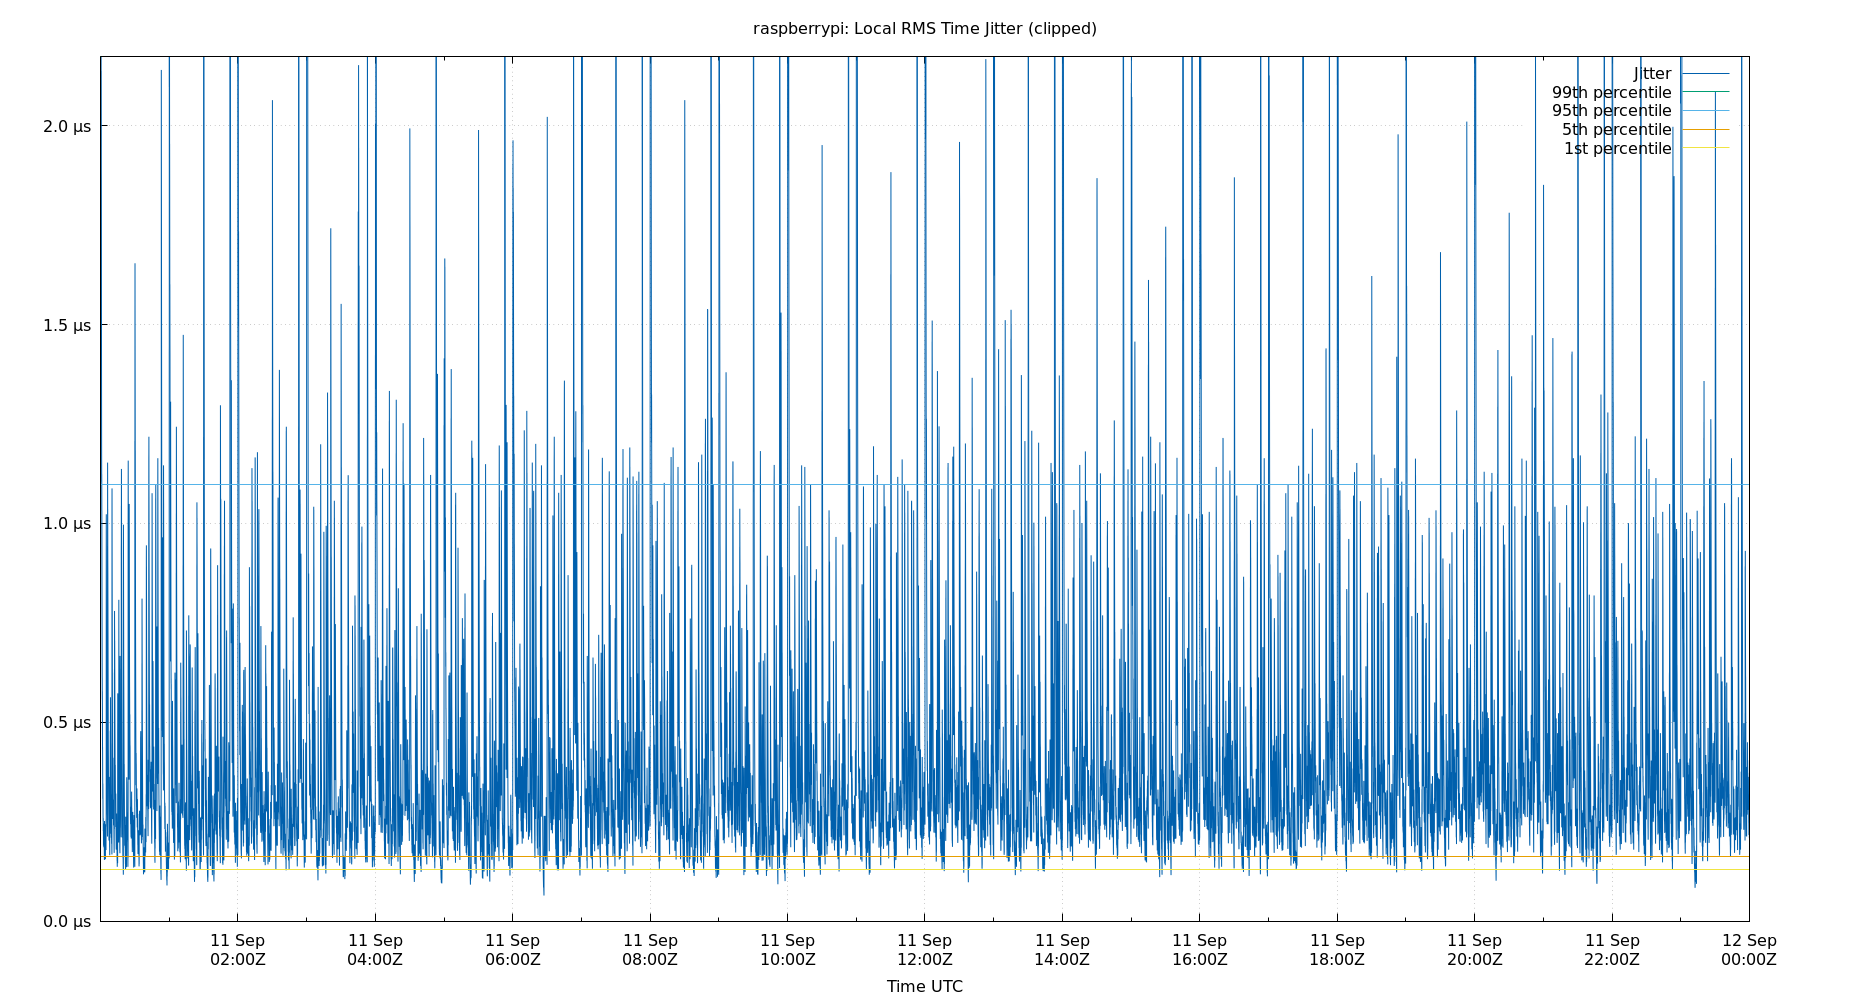 raspberrypi: Local RMS Time Jitter (clipped)
Jitter
99th percentile
95th percentile
5th percentile
1st percentile
2.0 µs
1.5 µs
1.0 µs
0.5 µs
0.0 µs
11 Sep 11 Sep 11 Sep 11 Sep 11 Sep 11 Sep 11 Sep 11 Sep 11 Sep 11 Sep 11 Sep 12 Sep
02:00Z 04:00Z 06:00Z 08:00Z 10:00Z 12:00Z 14:00Z 16:00Z 18:00Z 20:00Z 22:00Z 00:00Z
Time UTC